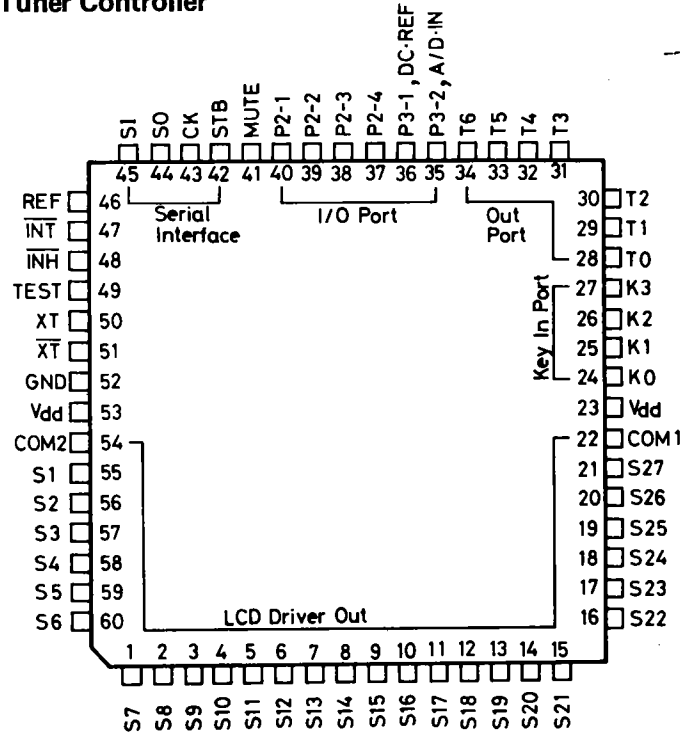 Tuner Controller
SI SO CK STB MUTE P2-1 P2-2 P2-3 P2-4 P3-1, DC·REF P3-2, A/D·IN T6 T5 T4 T3
45 44 43 42 41 40 39 38 37 36 35 34 33 32 31
Serial Interface
I/O Port
Out Port
REF 46
INT 47
INH 48
TEST 49
XT 50
XT 51
GND 52
Vdd 53
COM2 54
S1 55
S2 56
S3 57
S4 58
S5 59
S6 60
30 T2
29 T1
28 T0
27 K3
26 K2
25 K1
24 K0
Key In Port
23 Vdd
22 COM1
21 S27
20 S26
19 S25
18 S24
17 S23
16 S22
LCD Driver Out
1 2 3 4 5 6 7 8 9 10 11 12 13 14 15
S7 S8 S9 S10 S11 S12 S13 S14 S15 S16 S17 S18 S19 S20 S21